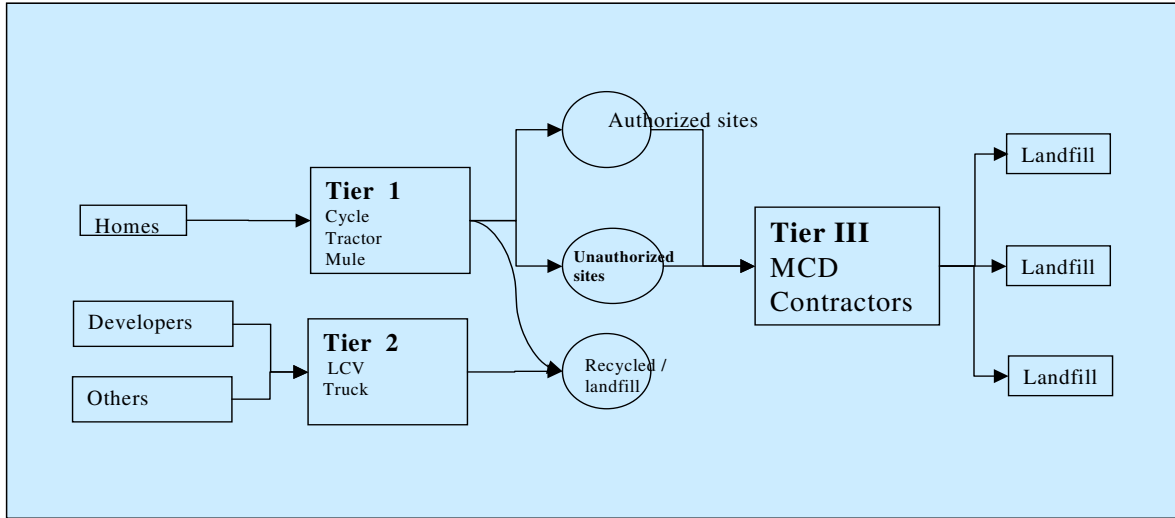 Homes
Developers
Others
Tier 1
Cycle
Tractor
Mule
Tier 2
LCV
Truck
Authorized sites
Unauthorized
sites
Recycled /
landfill
Tier III
MCD
Contractors
Landfill
Landfill
Landfill